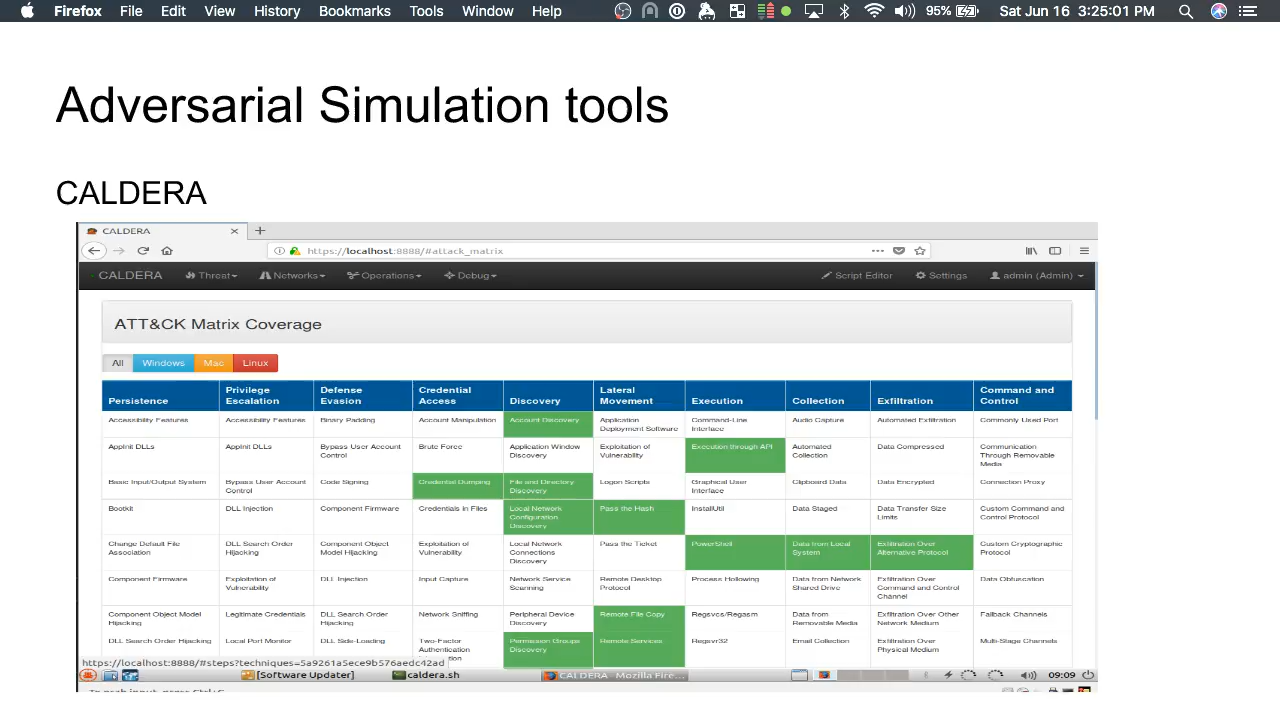 Firefox File Edit View History Bookmarks Tools Window Help 95% Sat Jun 16 3:25:01 PM
Adversarial Simulation tools
CALDERA
CALDERA
https://localhost:8888/#attack_matrix
CALDERA Threat Networks Operations Debug Script Editor Settings admin (Admin)
ATT&CK Matrix Coverage
All Windows Mac Linux
Persistence
Privilege
Escalation
Defense
Evasion
Credential
Access
Discovery
Lateral
Movement
Execution
Collection
Exfiltration
Command and
Control
Accessibility Features
Accessibility Features
Binary Padding
Account Manipulation
Account Discovery
Application
Deployment Software
Command-Line
Interface
Audio Capture
Automated Exfiltration
Commonly Used Port
AppInit DLLs
AppInit DLLs
Bypass User Account
Control
Brute Force
Application Window
Discovery
Exploitation of
Vulnerability
Execution through API
Automated
Collection
Data Compressed
Communication
Through Removable
Media
Basic Input/Output System
Bypass User Account
Control
Code Signing
Credential Dumping
File and Directory
Discovery
Logon Scripts
Graphical User
Interface
Clipboard Data
Data Encrypted
Connection Proxy
Bootkit
DLL Injection
Component Firmware
Credentials in Files
Local Network
Configuration
Discovery
Pass the Hash
InstallUtil
Data Staged
Data Transfer Size
Limits
Custom Command and
Control Protocol
Change Default File
Association
DLL Search Order
Hijacking
Component Object
Model Hijacking
Exploitation of
Vulnerability
Local Network
Connections
Discovery
Pass the Ticket
PowerShell
Data from Local
System
Exfiltration Over
Alternative Protocol
Custom Cryptographic
Protocol
Component Firmware
Exploitation of
Vulnerability
DLL Injection
Input Capture
Network Service
Scanning
Remote Desktop
Protocol
Process Hollowing
Data from Network
Shared Drive
Exfiltration Over
Command and Control
Channel
Data Obfuscation
Component Object Model
Hijacking
Legitimate Credentials
DLL Search Order
Hijacking
Network Sniffing
Peripheral Device
Discovery
Remote File Copy
Regsvcs/Regasm
Data from
Removable Media
Exfiltration Over Other
Network Medium
Fallback Channels
DLL Search Order Hijacking
Local Port Monitor
DLL Side-Loading
Two-Factor
Authentication
Permission Groups
Discovery
Remote Services
Regsvr32
Email Collection
Exfiltration Over
Physical Medium
Multi-Stage Channels
https://localhost:8888/#steps?techniques=5a9261a5ece9b576aedc42ad
[Software Updater] caldera.sh CALDERA - Mozilla Fire... 09:09